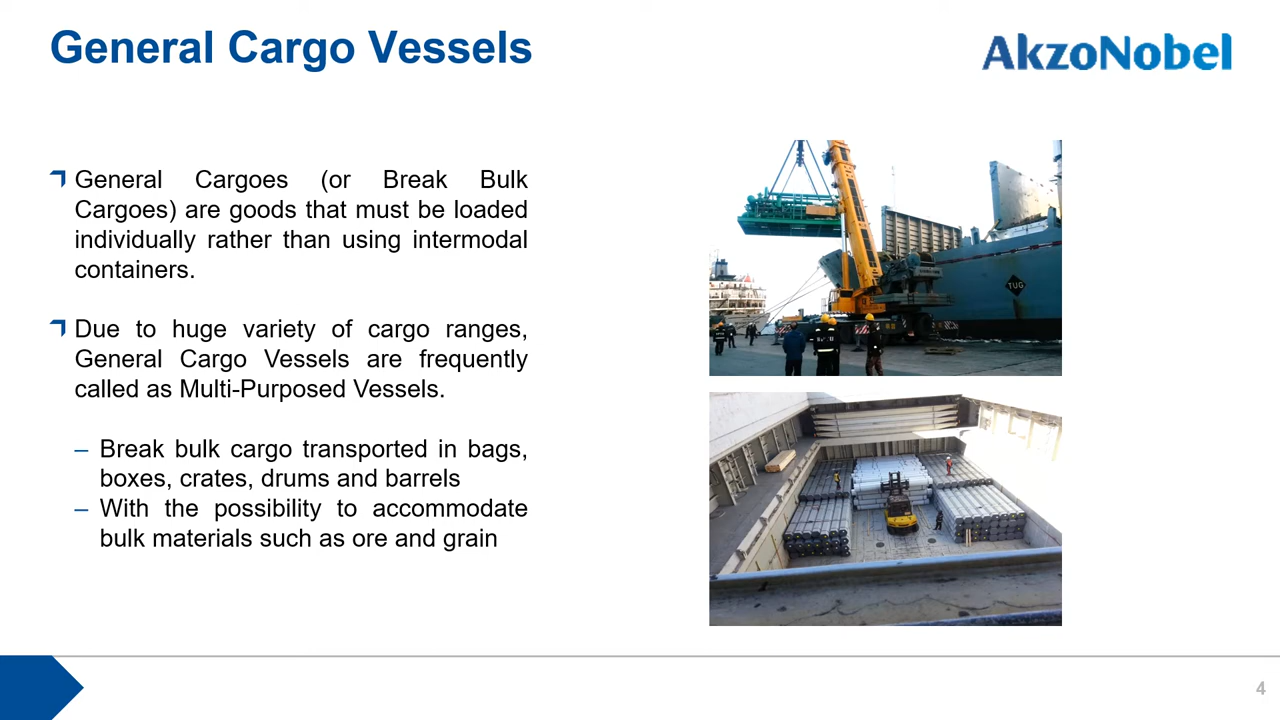 General Cargo Vessels
AkzoNobel
General Cargoes (or Break Bulk
Cargoes) are goods that must be loaded
individually rather than using intermodal
containers.
Due to huge variety of cargo ranges,
General Cargo Vessels are frequently
called as Multi-Purposed Vessels.
– Break bulk cargo transported in bags,
boxes, crates, drums and barrels
– With the possibility to accommodate
bulk materials such as ore and grain
TUG
4